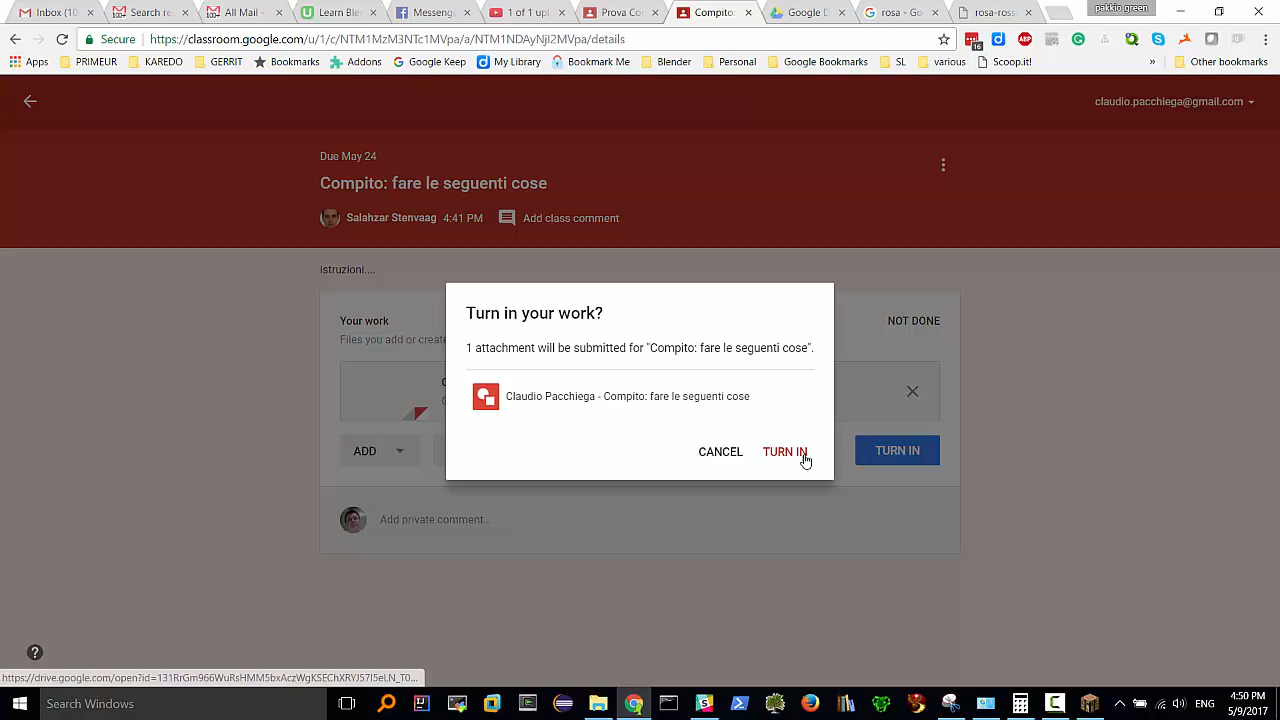 Inbox (10
Search re
All Mail -
Learn Ble
Messeng
1 of 1 upl
Prova Co
Compito:
Google D
rosa - Go
rosa-ross
pakkio green
Secure
https://classroom.google.com/u/1/c/NTM1MzM3NTc1MVpa/a/NTM1NDAyNjI2MVpa/details
16
ABP
Apps
PRIMEUR
KAREDO
GERRIT
Bookmarks
Addons
Google Keep
My Library
Bookmark Me
Blender
Personal
Google Bookmarks
SL
various
Scoop.it!
»
Other bookmarks
claudio.pacchiega@gmail.com
Due May 24
Compito: fare le seguenti cose
Salahzar Stenvaag 4:41 PM Add class comment
istruzioni....
Your work
NOT DONE
Files you add or create
Turn in your work?
1 attachment will be submitted for "Compito: fare le seguenti cose".
Claudio Pacchiega - Compito: fare le seguenti cose
CANCEL
TURN IN
ADD
TURN IN
Add private comment...
?
Search Windows
ENG
4:50 PM
5/9/2017